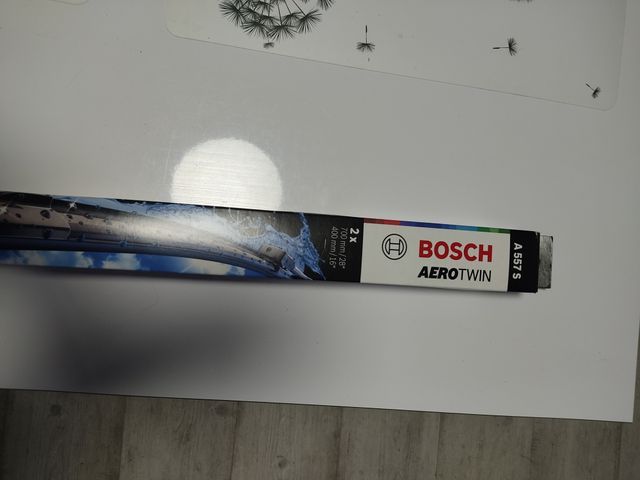 2 x
700 mm / 28"
400 mm / 16"
BOSCH
AEROTWIN
A 557 S